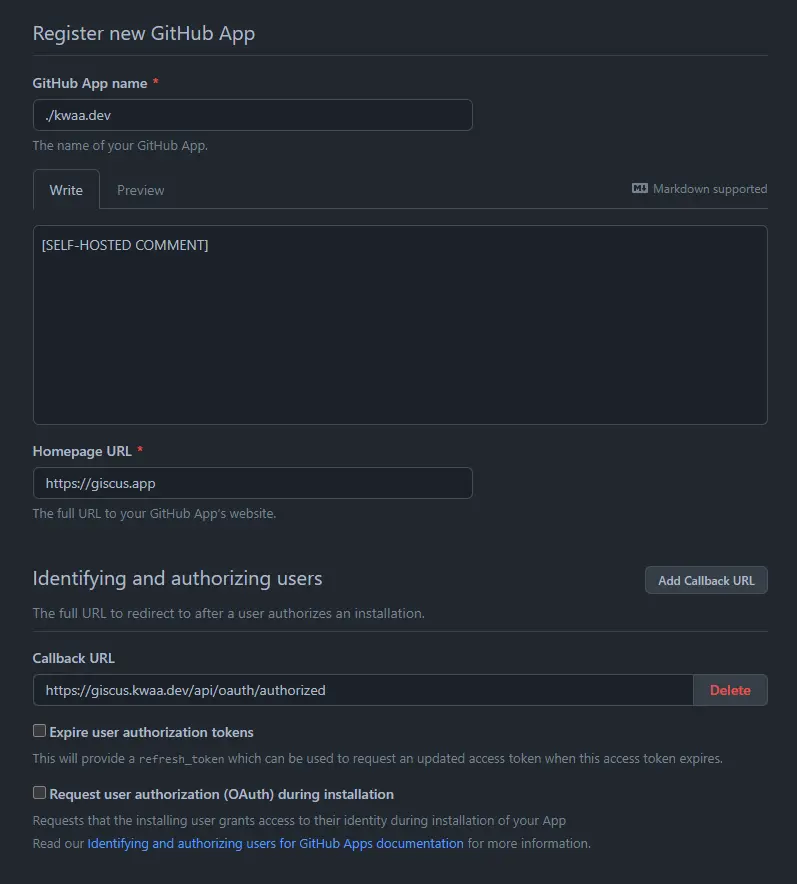 Register new GitHub App
GitHub App name *
./kwaa.dev
The name of your GitHub App.
Write
Preview
Markdown supported
[SELF-HOSTED COMMENT]
Homepage URL *
https://giscus.app
The full URL to your GitHub App's website.
Identifying and authorizing users
Add Callback URL
The full URL to redirect to after a user authorizes an installation.
Callback URL
https://giscus.kwaa.dev/api/oauth/authorized
Delete
Expire user authorization tokens
This will provide a refresh_token which can be used to request an updated access token when this access token expires.
Request user authorization (OAuth) during installation
Requests that the installing user grants access to their identity during installation of your App
Read our Identifying and authorizing users for GitHub Apps documentation for more information.